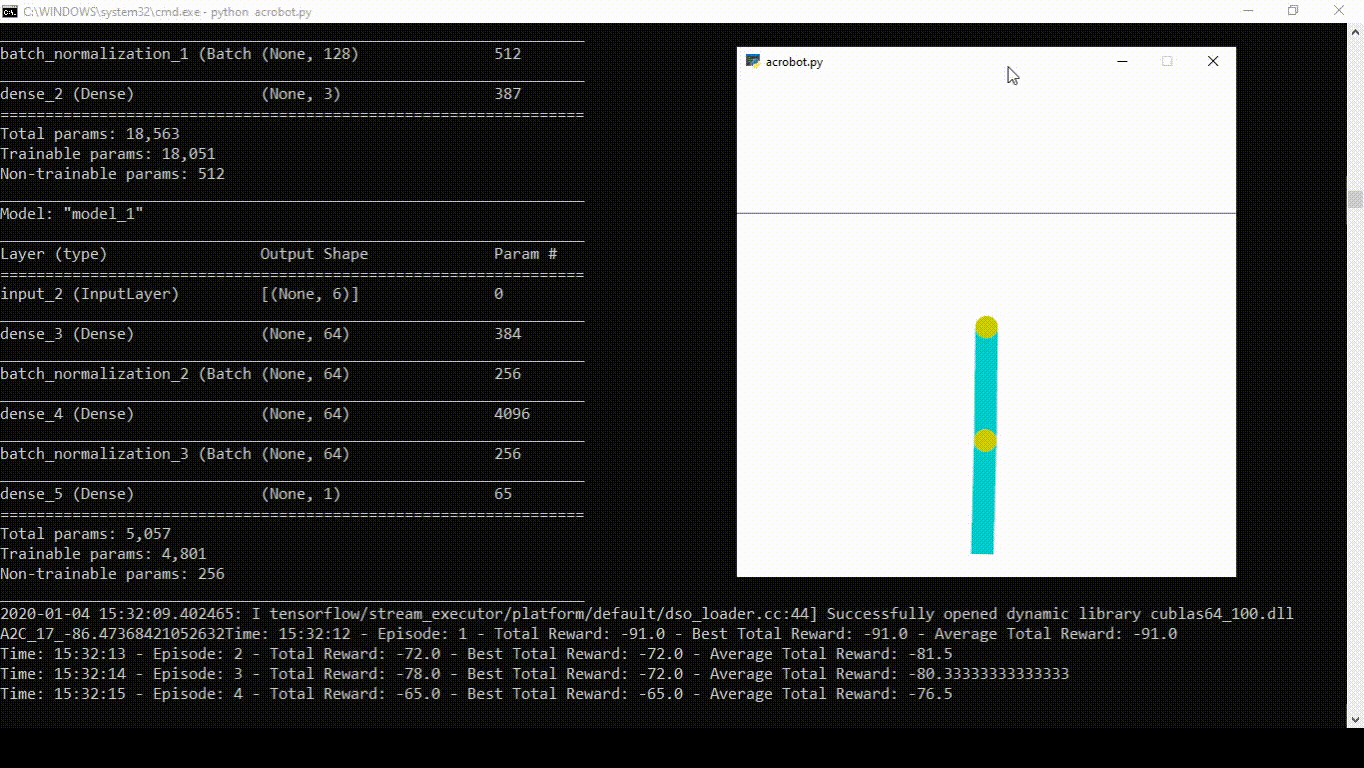 C:\WINDOWS\system32\cmd.exe - python acrobot.py
batch_normalization_1 (Batch (None, 128) 512
dense_2 (Dense) (None, 3) 387
=================================================================
Total params: 18,563
Trainable params: 18,051
Non-trainable params: 512
Model: "model_1"
Layer (type) Output Shape Param #
=================================================================
input_2 (InputLayer) [(None, 6)] 0
dense_3 (Dense) (None, 64) 384
batch_normalization_2 (Batch (None, 64) 256
dense_4 (Dense) (None, 64) 4096
batch_normalization_3 (Batch (None, 64) 256
dense_5 (Dense) (None, 1) 65
=================================================================
Total params: 5,057
Trainable params: 4,801
Non-trainable params: 256
2020-01-04 15:32:09.402465: I tensorflow/stream_executor/platform/default/dso_loader.cc:44] Successfully opened dynamic library cublas64_100.dll
A2C_17_-86.47368421052632Time: 15:32:12 - Episode: 1 - Total Reward: -91.0 - Best Total Reward: -91.0 - Average Total Reward: -91.0
Time: 15:32:13 - Episode: 2 - Total Reward: -72.0 - Best Total Reward: -72.0 - Average Total Reward: -81.5
Time: 15:32:14 - Episode: 3 - Total Reward: -78.0 - Best Total Reward: -72.0 - Average Total Reward: -80.33333333333333
Time: 15:32:15 - Episode: 4 - Total Reward: -65.0 - Best Total Reward: -65.0 - Average Total Reward: -76.5
acrobot.py